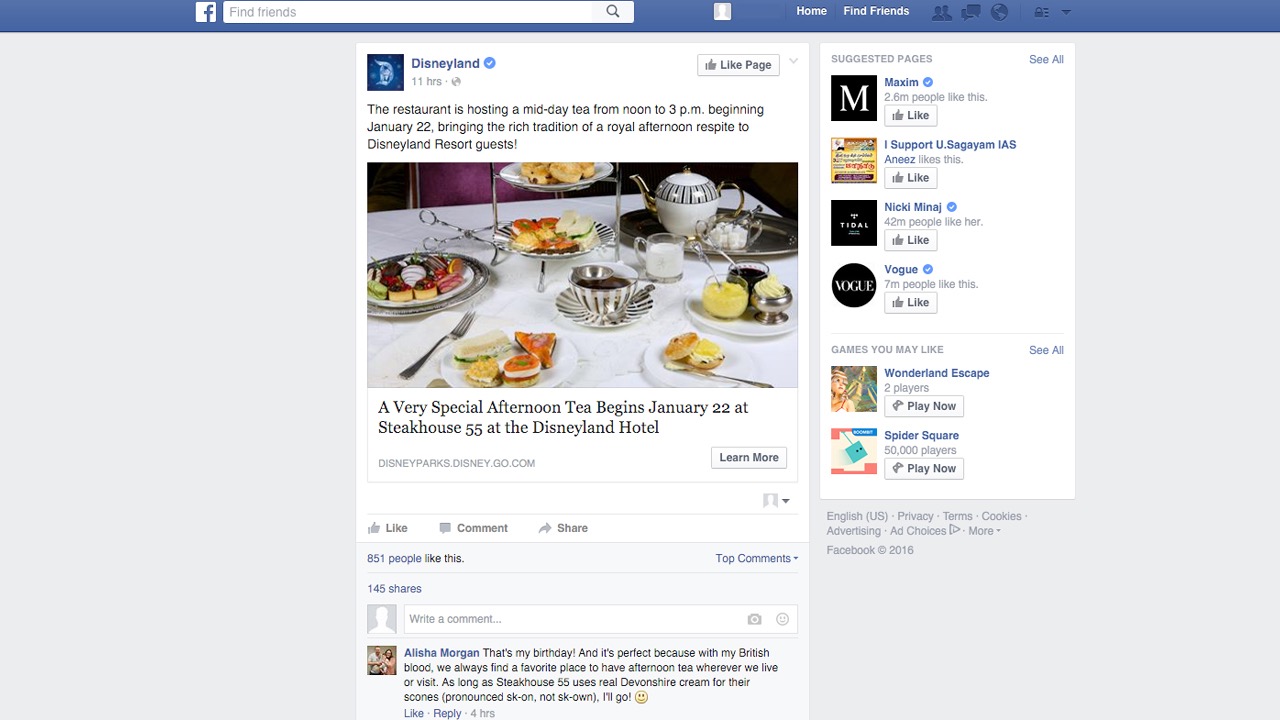 Find friends
Home
Find Friends
Disneyland
Like Page
11 hrs ·
The restaurant is hosting a mid-day tea from noon to 3 p.m. beginning
January 22, bringing the rich tradition of a royal afternoon respite to
Disneyland Resort guests!
A Very Special Afternoon Tea Begins January 22 at
Steakhouse 55 at the Disneyland Hotel
DISNEYPARKS.DISNEY.GO.COM
Learn More
Like
Comment
Share
851 people like this.
Top Comments
145 shares
Write a comment...
Alisha Morgan That's my birthday! And it's perfect because with my British
blood, we always find a favorite place to have afternoon tea wherever we live
or visit. As long as Steakhouse 55 uses real Devonshire cream for their
scones (pronounced sk-on, not sk-own), I'll go!
Like · Reply · 4 hrs
SUGGESTED PAGES
See All
M
Maxim
2.6m people like this.
Like
I Support U.Sagayam IAS
Aneez likes this.
Like
TIDAL
Nicki Minaj
42m people like her.
Like
VOGUE
Vogue
7m people like this.
Like
GAMES YOU MAY LIKE
See All
Wonderland Escape
2 players
Play Now
BOOMBIT
Spider Square
50,000 players
Play Now
English (US) · Privacy · Terms · Cookies ·
Advertising · Ad Choices · More
Facebook © 2016